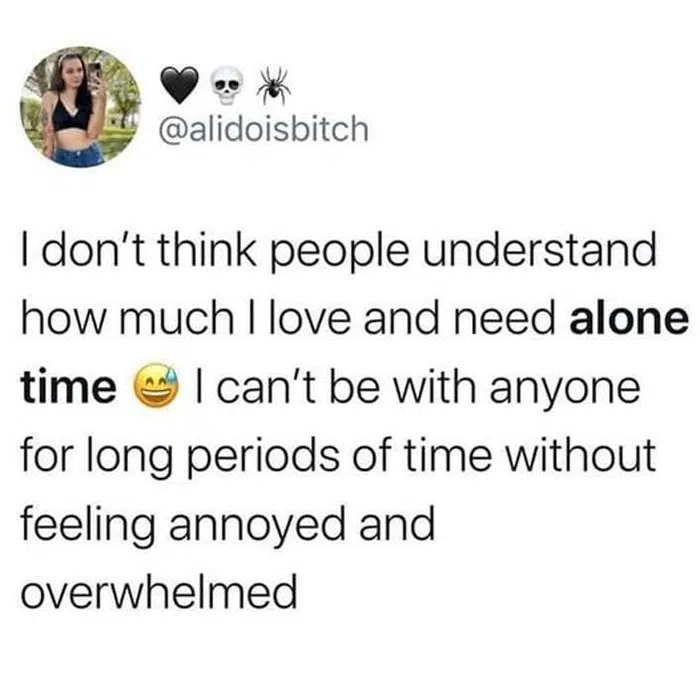 🖤💀🕷
@alidoisbitch
I don't think people understand
how much I love and need alone
time 😅 I can't be with anyone
for long periods of time without
feeling annoyed and
overwhelmed